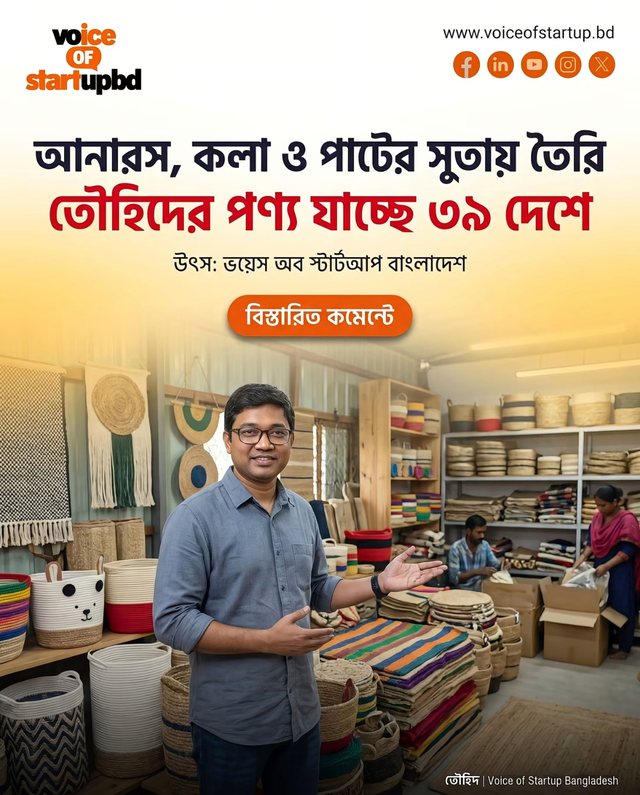 voice
OF
startupbd
www.voiceofstartup.bd
আনারস, কলা ও পাটের সুতায় তৈরি
তৌহিদের পণ্য যাচ্ছে ৩৯ দেশে
উৎস: ভয়েস অব স্টার্টআপ বাংলাদেশ
বিস্তারিত কমেন্টে
তৌহিদ | Voice of Startup Bangladesh